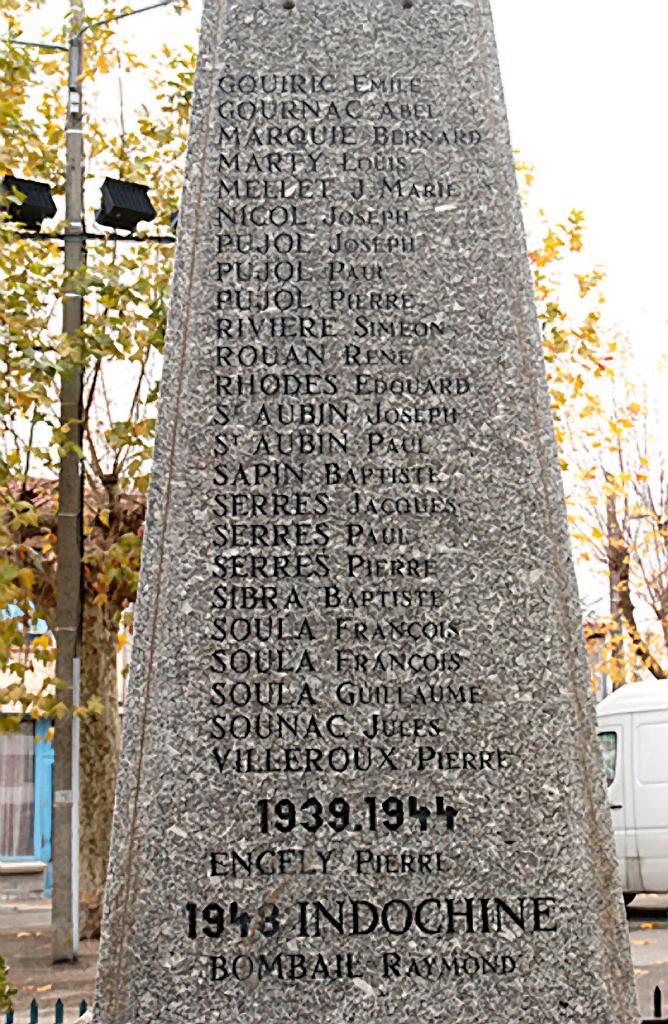 GOUIRIC EMILE
GOURNAC ABEL
MARQUIE BERNARD
MARTY LOUIS
MELLET J MARIE
NICOL JOSEPH
PUJOL JOSEPH
PUJOL PAUL
PUJOL PIERRE
RIVIERE SIMEON
ROUAN RENE
RHODES EDOUARD
ST AUBIN JOSEPH
ST AUBIN PAUL
SAPIN BAPTISTE
SERRES JACQUES
SERRES PAUL
SERRES PIERRE
SIBRA BAPTISTE
SOULA FRANÇOIS
SOULA FRANÇOIS
SOULA GUILLAUME
SOUNAC JULES
VILLEROUX PIERRE
1939.1944
PIERRE
1948 INDOCHINE
BOMBAIL RAYMOND